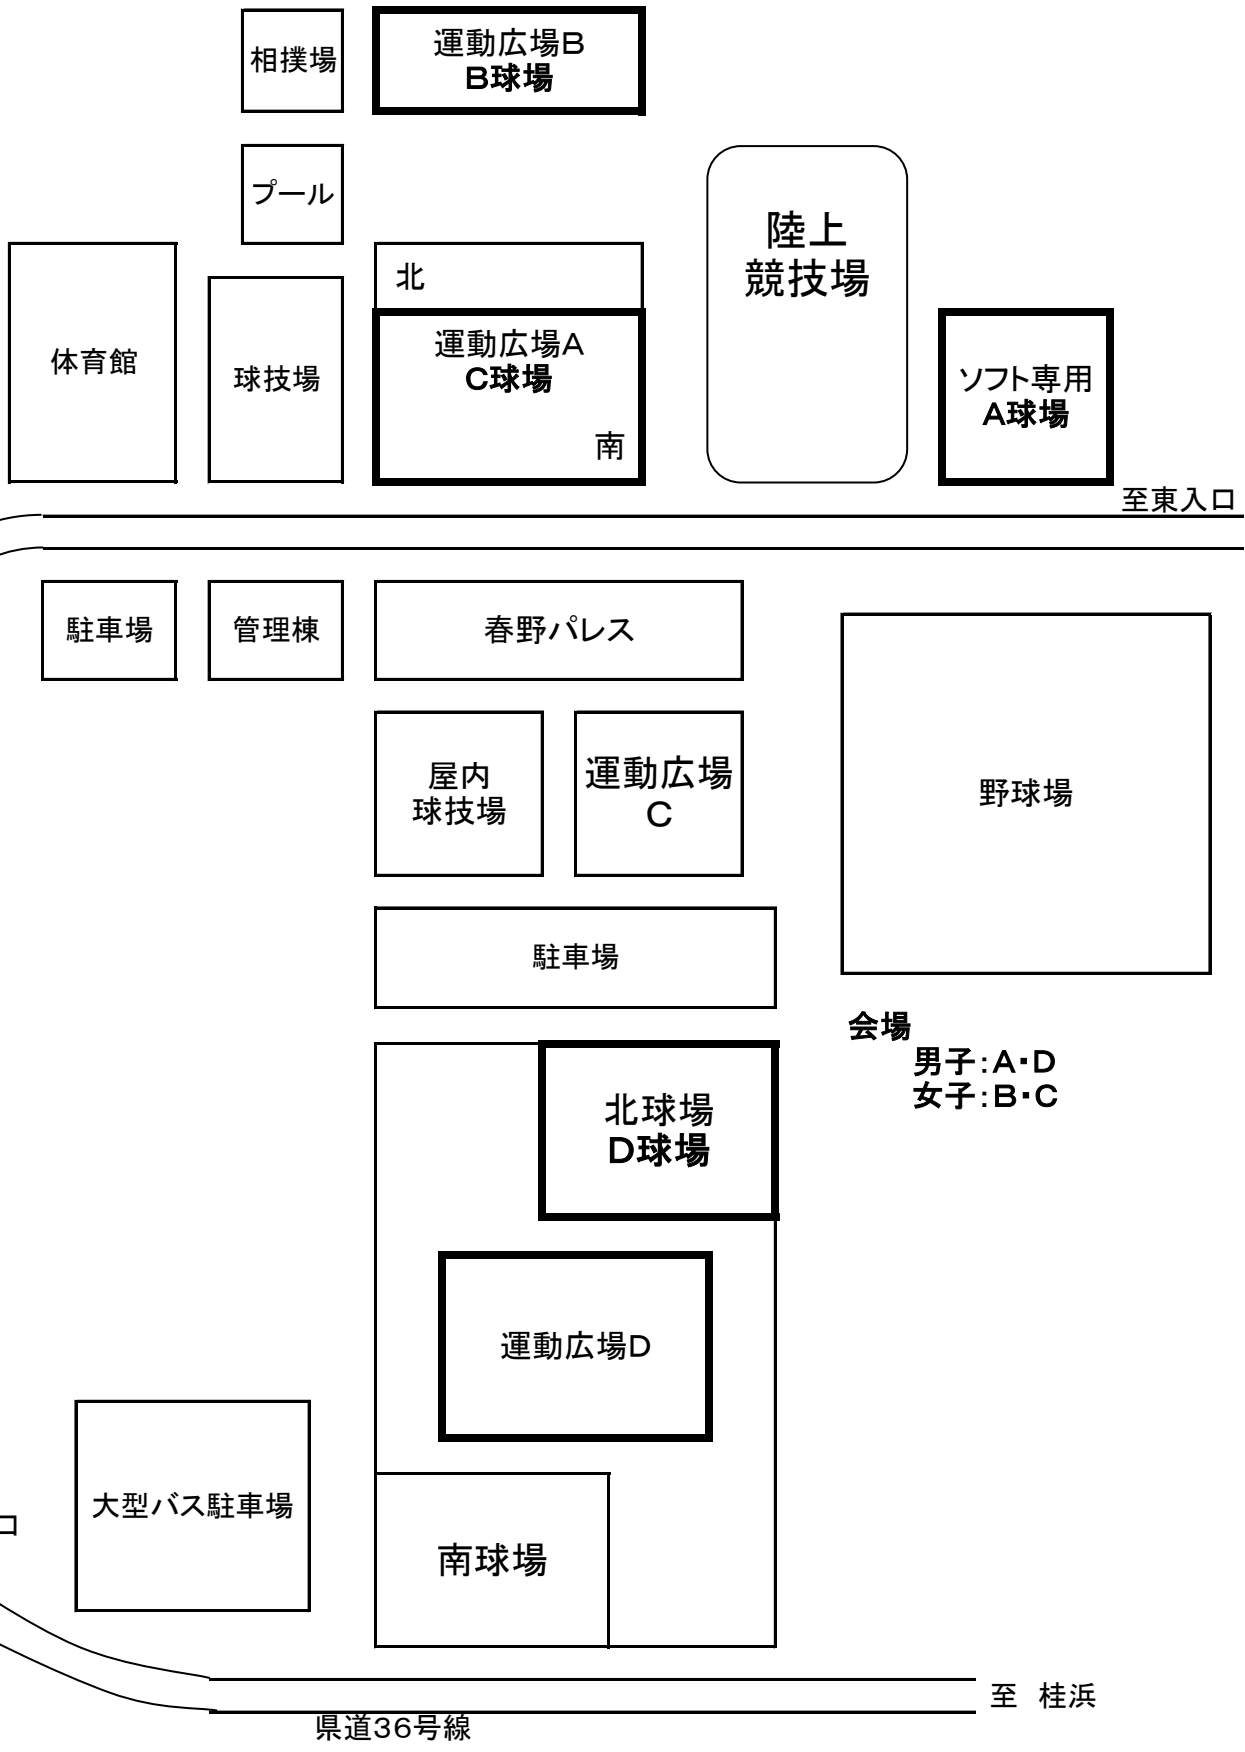 相撲場
運動広場B
B球場
プール
陸上
競技場
北
体育館
球技場
運動広場A
C球場
南
ソフト専用
A球場
至東入口
駐車場
管理棟
春野パレス
屋内
球技場
運動広場
C
野球場
駐車場
会場
男子：A・D
女子：B・C
北球場
D球場
運動広場D
大型バス駐車場
口
南球場
至　桂浜
県道36号線